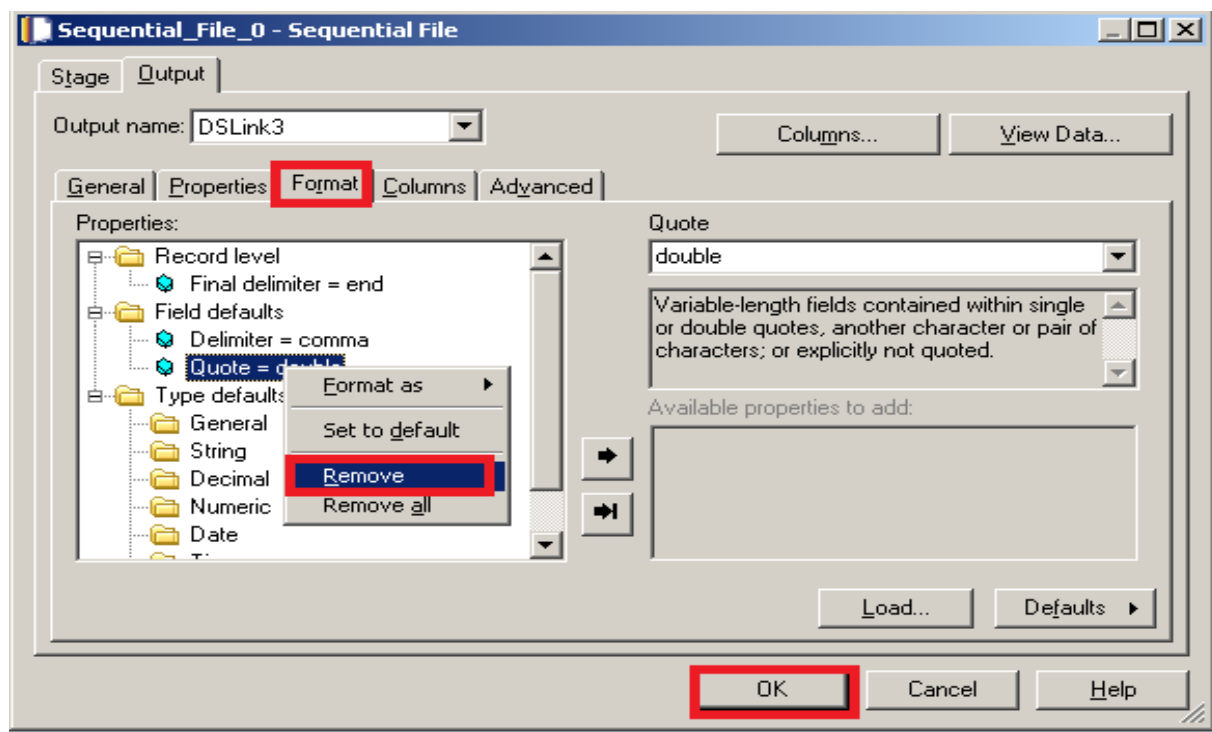 Sequential_File_0 - Sequential File
Stage
Output
Output name: DSLink3
Columns...
View Data...
General
Properties
Format
Columns
Advanced
Properties:
Record level
Final delimiter = end
Field defaults
Delimiter = comma
Quote = double
Type defaults
General
String
Decimal
Numeric
Date
Format as
Set to default
Remove
Remove all
Quote
double
Variable-length fields contained within single
or double quotes, another character or pair of
characters; or explicitly not quoted.
Available properties to add:
Load...
Defaults
OK
Cancel
Help